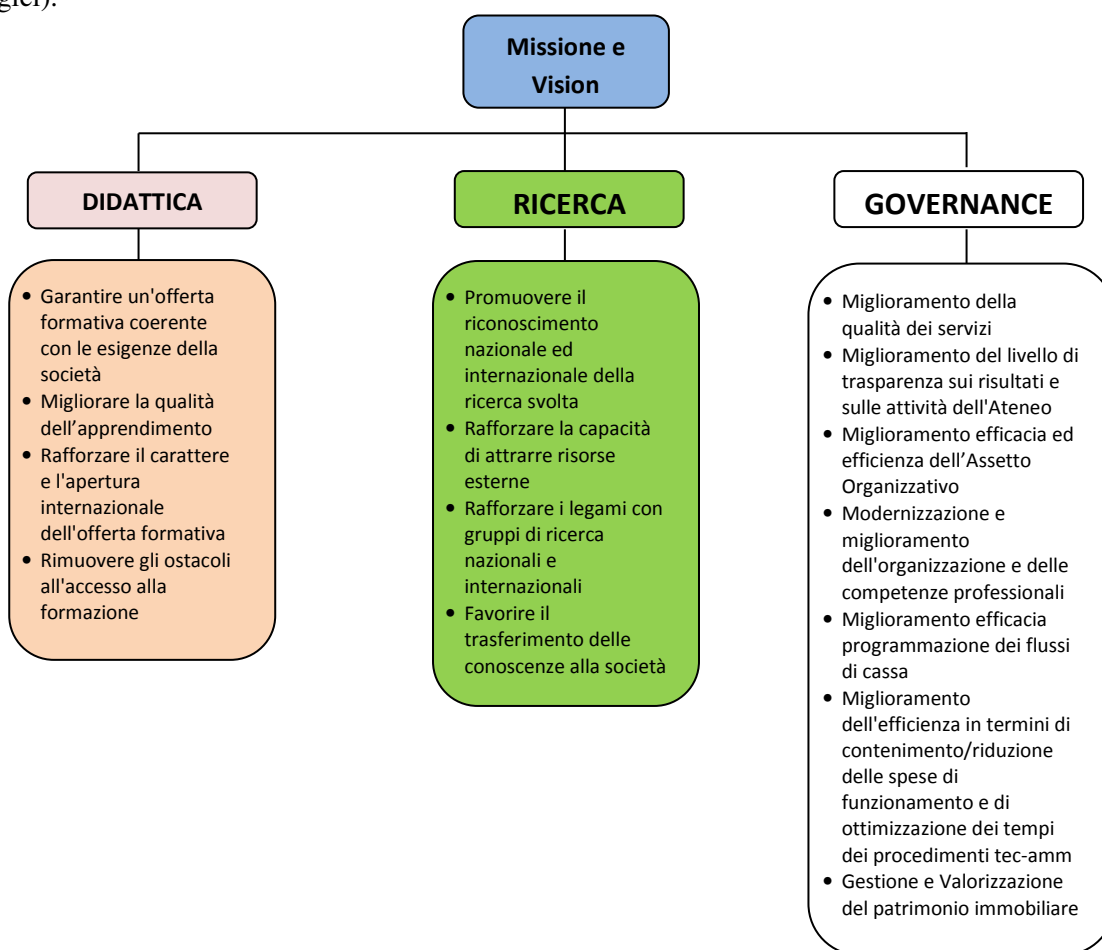 gici).
Missione e
Vision
DIDATTICA
• Garantire un'offerta
formativa coerente
con le esigenze della
società
• Migliorare la qualità
dell’apprendimento
• Rafforzare il carattere
e l'apertura
internazionale
dell'offerta formativa
• Rimuovere gli ostacoli
all'accesso alla
formazione
RICERCA
• Promuovere il
riconoscimento
nazionale ed
internazionale della
ricerca svolta
• Rafforzare la capacità
di attrarre risorse
esterne
• Rafforzare i legami con
gruppi di ricerca
nazionali e
internazionali
• Favorire il
trasferimento delle
conoscenze alla società
GOVERNANCE
• Miglioramento della
qualità dei servizi
• Miglioramento del livello di
trasparenza sui risultati e
sulle attività dell'Ateneo
• Miglioramento efficacia ed
efficienza dell’Assetto
Organizzativo
• Modernizzazione e
miglioramento
dell'organizzazione e delle
competenze professionali
• Miglioramento efficacia
programmazione dei flussi
di cassa
• Miglioramento
dell'efficienza in termini di
contenimento/riduzione
delle spese di
funzionamento e di
ottimizzazione dei tempi
dei procedimenti tec-amm
• Gestione e Valorizzazione
del patrimonio immobiliare